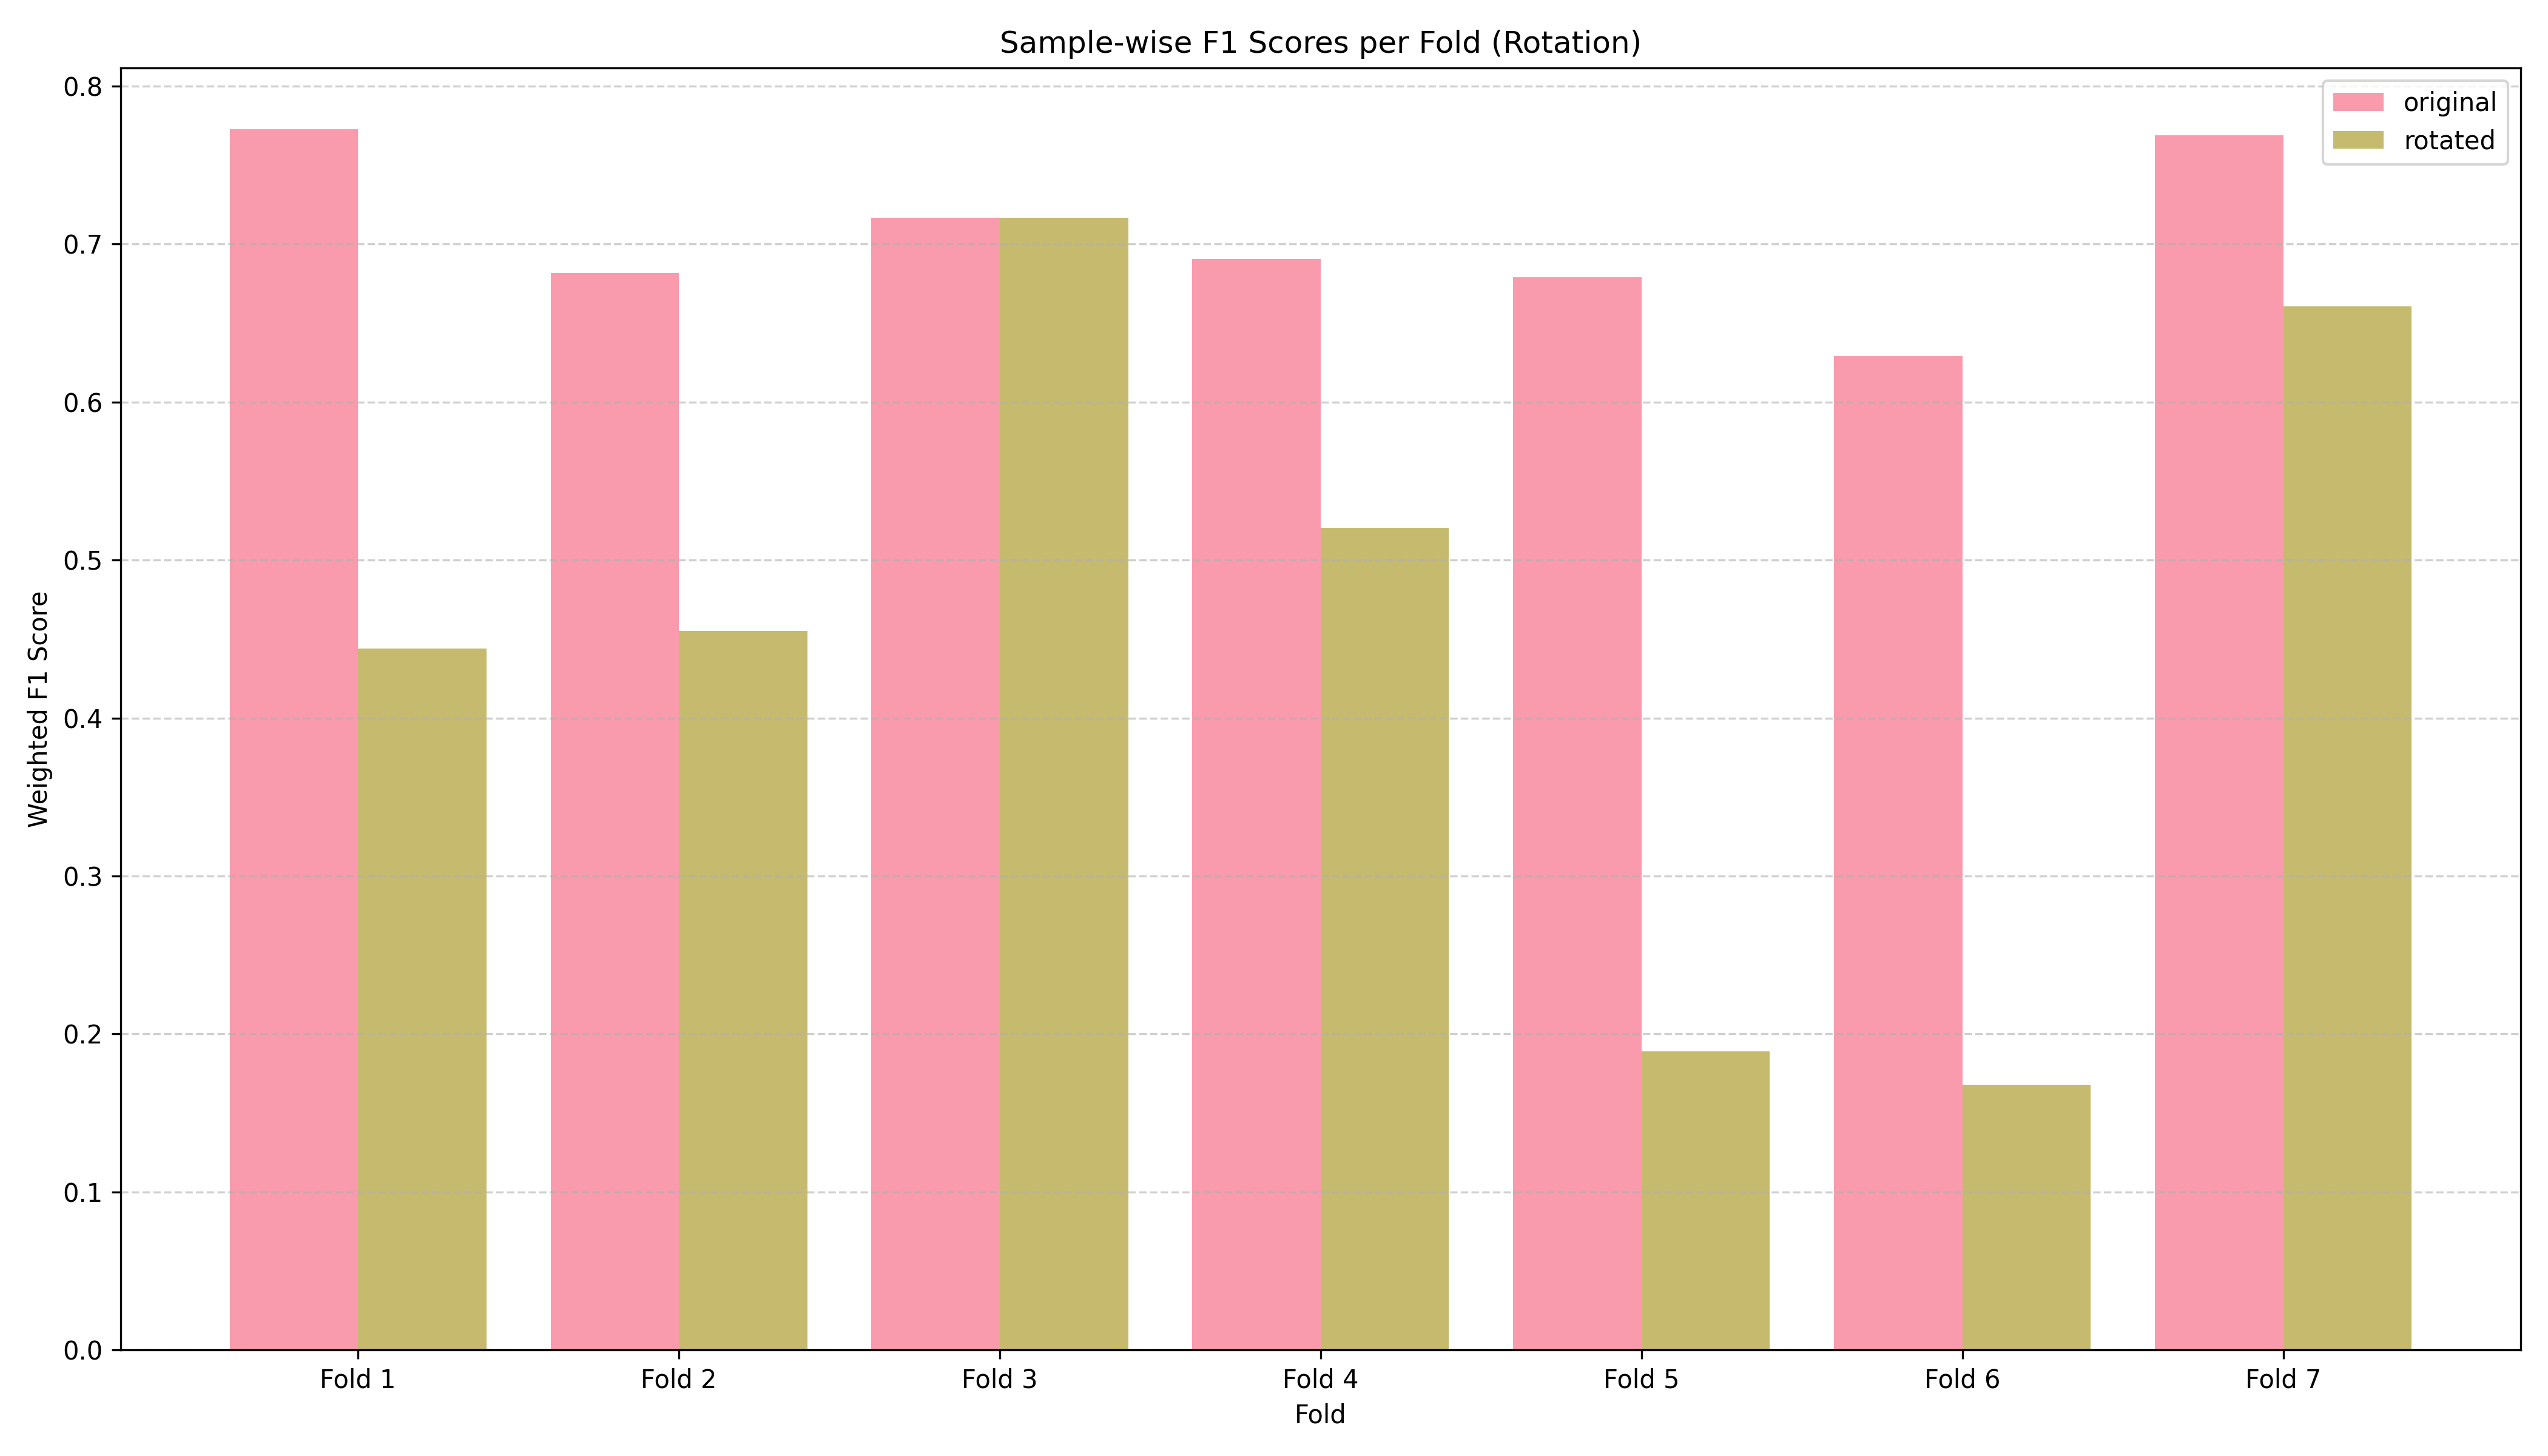 Sample-wise F1 Scores per Fold (Rotation)
original
rotated
Weighted F1 Score
0.8
0.7
0.6
0.5
0.4
0.3
0.2
0.1
0.0
Fold 1 Fold 2 Fold 3 Fold 4 Fold 5 Fold 6 Fold 7
Fold